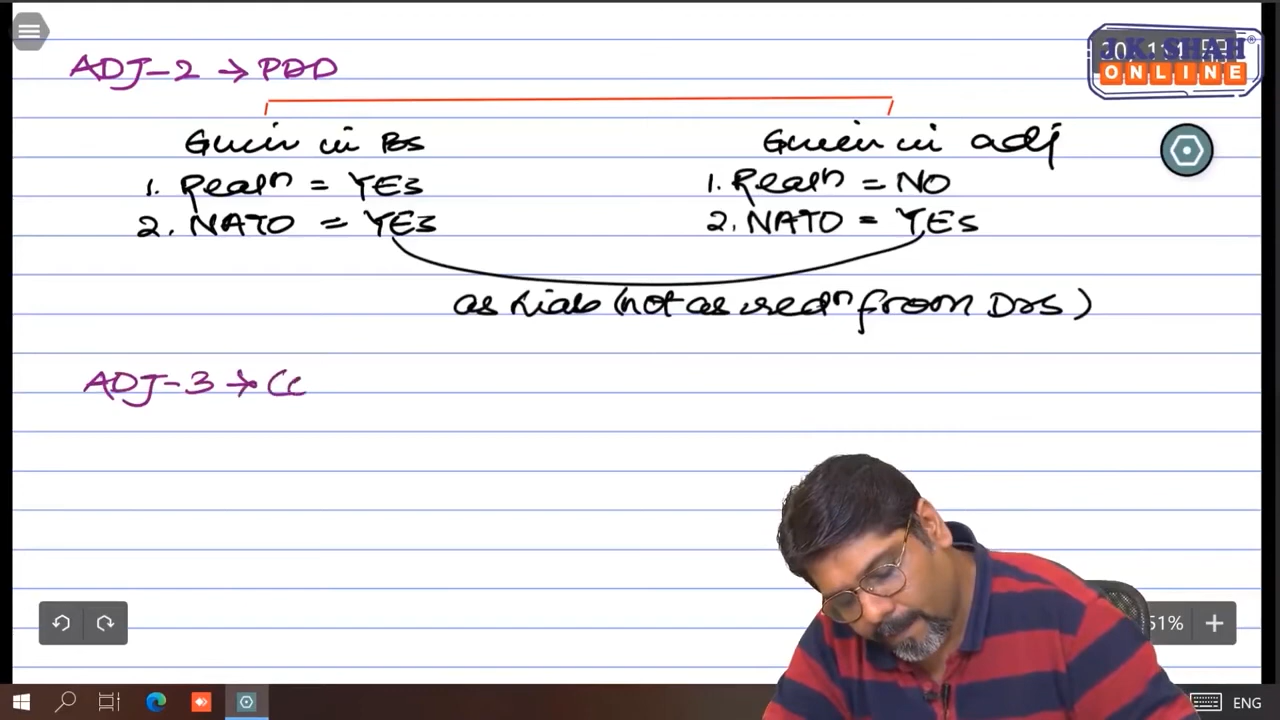 ADJ-2 → PDD
Given in BS
1. Realⁿ = YES
2. NATO = YES
Given in adj
1. Realⁿ = NO
2. NATO = YES
as Liab (not as redⁿ from Drs)
ADJ-3 → CC
J.K. SHAH®
ONLINE
51%
ENG